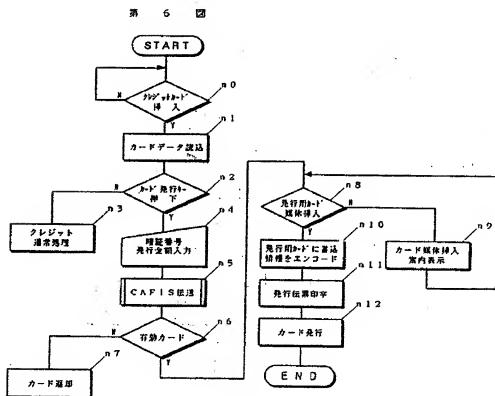 第 6 図
START
クレジットカード
挿入
n0
N
Y
カードデータ読込
n1
カード発行キー
押下
n2
N
Y
クレジット
通常処理
n3
暗証番号
発行金額入力
n4
CAFIS伝送
n5
有効カード
n6
N
Y
カード返却
n7
発行用カード
媒体挿入
n8
N
Y
カード媒体挿入
案内表示
n9
発行用カードに書込
情報をエンコード
n10
発行伝票印字
n11
カード発行
n12
END